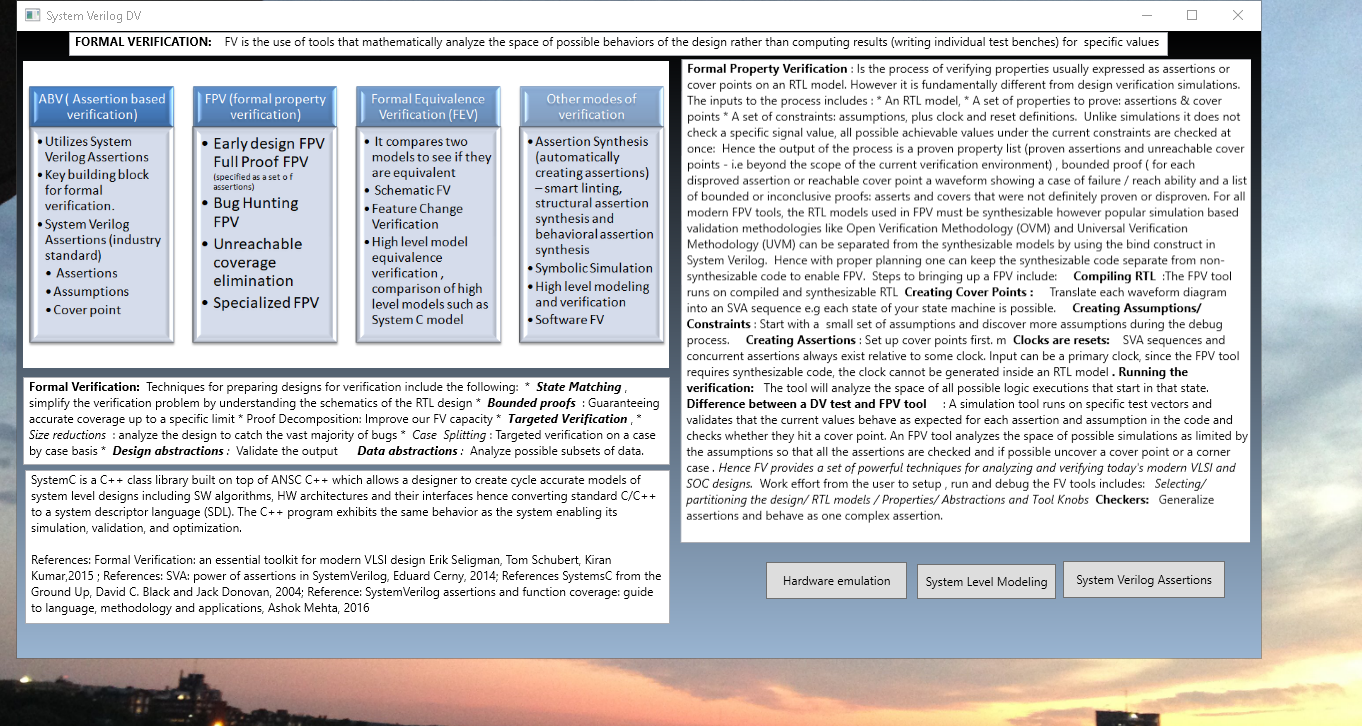 System Verilog DV
FORMAL VERIFICATION: FV is the use of tools that mathematically analyze the space of possible behaviors of the design rather than computing results (writing individual test benches) for specific values
ABV ( Assertion based
verification)
• Utilizes System
Verilog Assertions
• Key building block
for formal
verification.
• System Verilog
Assertions (industry
standard)
• Assertions
• Assumptions
• Cover point
FPV (formal property
verification)
• Early design FPV
Full Proof FPV
(specified as a set o f
assertions)
• Bug Hunting
FPV
• Unreachable
coverage
elimination
• Specialized FPV
Formal Equivalence
Verification (FEV)
• It compares two
models to see if they
are equivalent
• Schematic FV
• Feature Change
Verification
• High level model
equivalence
verification ,
comparison of high
level models such as
System C model
Other modes of
verification
• Assertion Synthesis
(automatically
creating assertions)
– smart linting,
structural assertion
synthesis and
behavioral assertion
synthesis
• Symbolic Simulation
• High level modeling
and verification
• Software FV
Formal Verification: Techniques for preparing designs for verification include the following: * State Matching ,
simplify the verification problem by understanding the schematics of the RTL design * Bounded proofs : Guaranteeing
accurate coverage up to a specific limit * Proof Decomposition: Improve our FV capacity * Targeted Verification , *
Size reductions : analyze the design to catch the vast majority of bugs * Case Splitting : Targeted verification on a case
by case basis * Design abstractions : Validate the output Data abstractions : Analyze possible subsets of data.
SystemC is a C++ class library built on top of ANSC C++ which allows a designer to create cycle accurate models of
system level designs including SW algorithms, HW architectures and their interfaces hence converting standard C/C++
to a system descriptor language (SDL). The C++ program exhibits the same behavior as the system enabling its
simulation, validation, and optimization.
References: Formal Verification: an essential toolkit for modern VLSI design Erik Seligman, Tom Schubert, Kiran
Kumar,2015 ; References: SVA: power of assertions in SystemVerilog, Eduard Cerny, 2014; References SystemsC from the
Ground Up, David C. Black and Jack Donovan, 2004; Reference: SystemVerilog assertions and function coverage: guide
to language, methodology and applications, Ashok Mehta, 2016
Formal Property Verification : Is the process of verifying properties usually expressed as assertions or
cover points on an RTL model. However it is fundamentally different from design verification simulations.
The inputs to the process includes : * An RTL model, * A set of properties to prove: assertions & cover
points * A set of constraints: assumptions, plus clock and reset definitions. Unlike simulations it does not
check a specific signal value, all possible achievable values under the current constraints are checked at
once: Hence the output of the process is a proven property list (proven assertions and unreachable cover
points - i.e beyond the scope of the current verification environment) , bounded proof ( for each
disproved assertion or reachable cover point a waveform showing a case of failure / reach ability and a list
of bounded or inconclusive proofs: asserts and covers that were not definitely proven or disproven. For all
modern FPV tools, the RTL models used in FPV must be synthesizable however popular simulation based
validation methodologies like Open Verification Methodology (OVM) and Universal Verification
Methodology (UVM) can be separated from the synthesizable models by using the bind construct in
System Verilog. Hence with proper planning one can keep the synthesizable code separate from non-
synthesizable code to enable FPV. Steps to bringing up a FPV include: Compiling RTL :The FPV tool
runs on compiled and synthesizable RTL Creating Cover Points : Translate each waveform diagram
into an SVA sequence e.g each state of your state machine is possible. Creating Assumptions/
Constraints : Start with a small set of assumptions and discover more assumptions during the debug
process. Creating Assertions : Set up cover points first. m Clocks are resets: SVA sequences and
concurrent assertions always exist relative to some clock. Input can be a primary clock, since the FPV tool
requires synthesizable code, the clock cannot be generated inside an RTL model . Running the
verification: The tool will analyze the space of all possible logic executions that start in that state.
Difference between a DV test and FPV tool : A simulation tool runs on specific test vectors and
validates that the current values behave as expected for each assertion and assumption in the code and
checks whether they hit a cover point. An FPV tool analyzes the space of possible simulations as limited by
the assumptions so that all the assertions are checked and if possible uncover a cover point or a corner
case . Hence FV provides a set of powerful techniques for analyzing and verifying today's modern VLSI and
SOC designs. Work effort from the user to setup , run and debug the FV tools includes: Selecting/
partitioning the design/ RTL models / Properties/ Abstractions and Tool Knobs Checkers: Generalize
assertions and behave as one complex assertion.
Hardware emulation
System Level Modeling
System Verilog Assertions